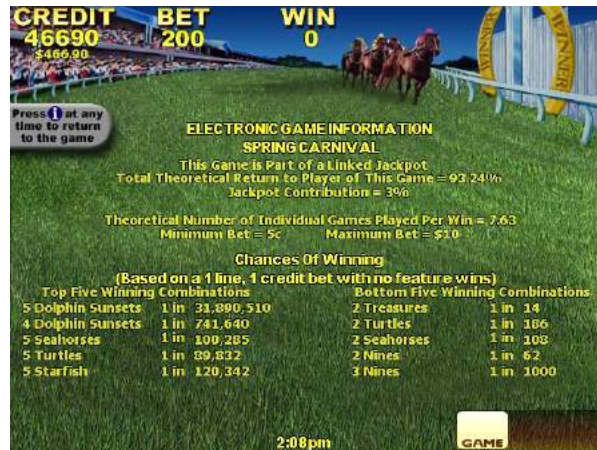 CREDIT BET WIN
46690 200 0
$466.90
WINNER WINNER
Press i at any
time to return
to the game
ELECTRONIC GAME INFORMATION
SPRING CARNIVAL
This Game is Part of a Linked Jackpot
Total Theoretical Return to Player of This Game = 93.24%
Jackpot Contribution = 3%
Theoretical Number of Individual Games Played Per Win = 7.63
Minimum Bet = 5c Maximum Bet = $10
Chances Of Winning
(Based on a 1 line, 1 credit bet with no feature wins)
Top Five Winning Combinations Bottom Five Winning Combinations
5 Dolphin Sunsets 1 in 31,890,510 2 Treasures 1 in 14
4 Dolphin Sunsets 1 in 741,640 2 Turtles 1 in 186
5 Seahorses 1 in 100,285 2 Seahorses 1 in 108
5 Turtles 1 in 89,832 2 Nines 1 in 62
5 Starfish 1 in 120,342 3 Nines 1 in 1000
2:08pm
GAME